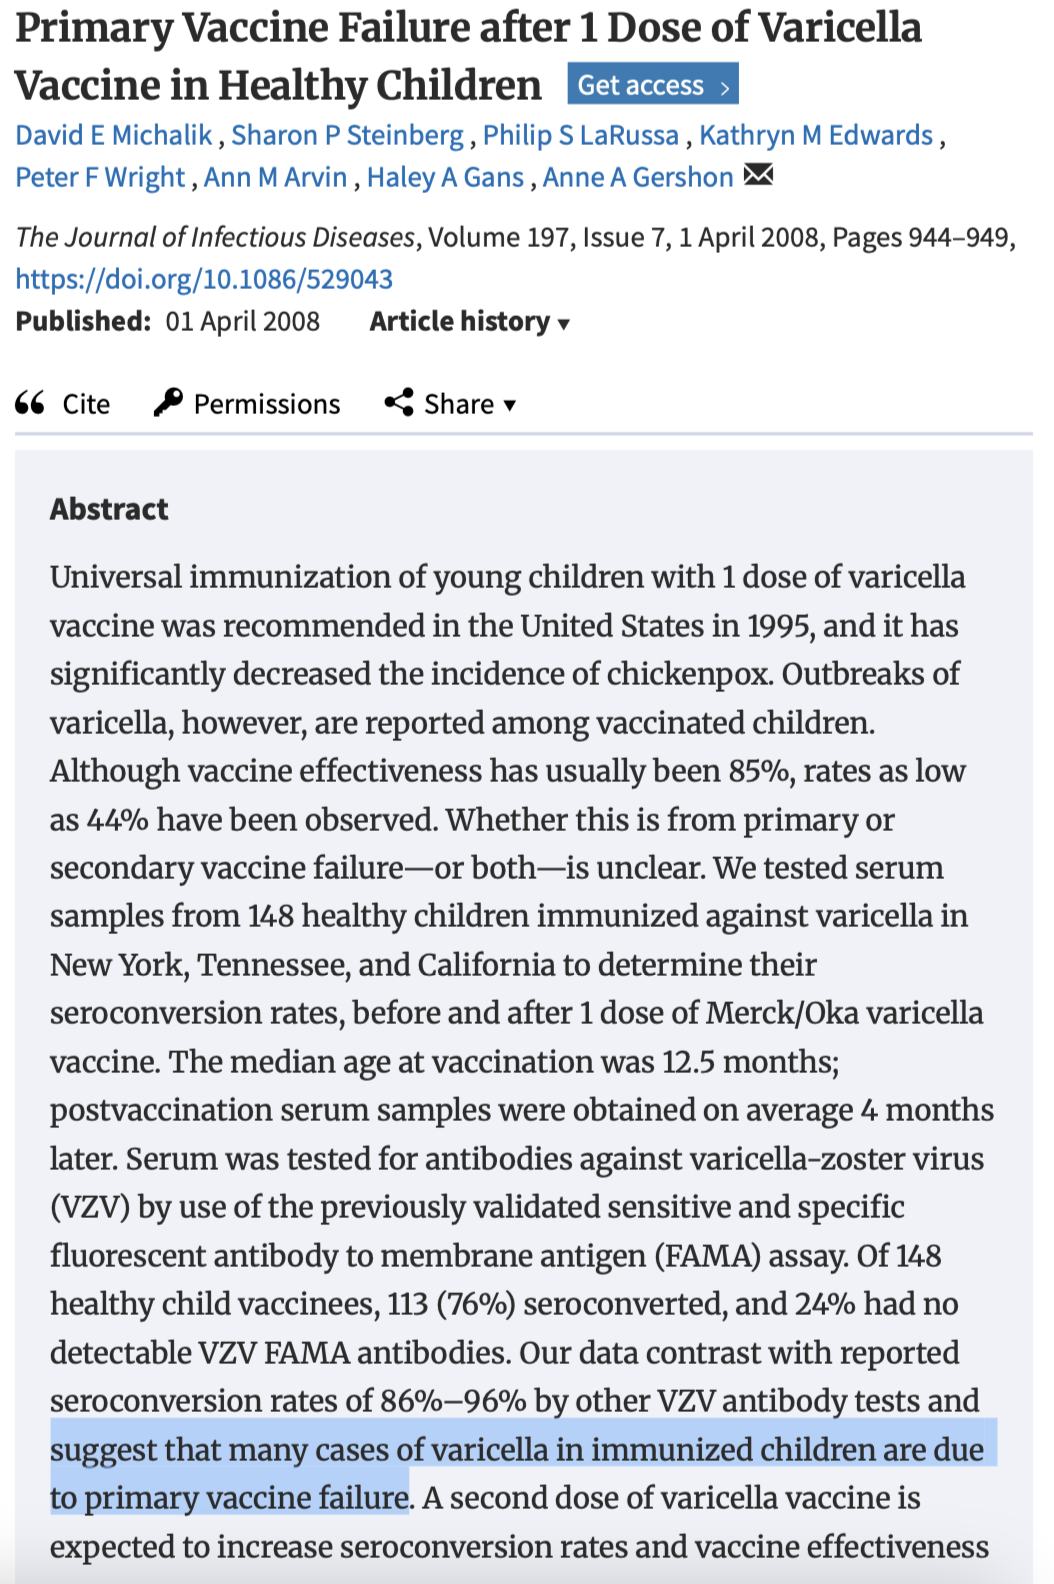 Primary Vaccine Failure after 1 Dose of Varicella
Vaccine in Healthy Children Get access >
David E Michalik , Sharon P Steinberg , Philip S LaRussa , Kathryn M Edwards ,
Peter F Wright , Ann M Arvin , Haley A Gans , Anne A Gershon
The Journal of Infectious Diseases, Volume 197, Issue 7, 1 April 2008, Pages 944–949,
https://doi.org/10.1086/529043
Published: 01 April 2008 Article history ▾
Cite Permissions Share ▾
Abstract
Universal immunization of young children with 1 dose of varicella
vaccine was recommended in the United States in 1995, and it has
significantly decreased the incidence of chickenpox. Outbreaks of
varicella, however, are reported among vaccinated children.
Although vaccine effectiveness has usually been 85%, rates as low
as 44% have been observed. Whether this is from primary or
secondary vaccine failure—or both—is unclear. We tested serum
samples from 148 healthy children immunized against varicella in
New York, Tennessee, and California to determine their
seroconversion rates, before and after 1 dose of Merck/Oka varicella
vaccine. The median age at vaccination was 12.5 months;
postvaccination serum samples were obtained on average 4 months
later. Serum was tested for antibodies against varicella-zoster virus
(VZV) by use of the previously validated sensitive and specific
fluorescent antibody to membrane antigen (FAMA) assay. Of 148
healthy child vaccinees, 113 (76%) seroconverted, and 24% had no
detectable VZV FAMA antibodies. Our data contrast with reported
seroconversion rates of 86%–96% by other VZV antibody tests and
suggest that many cases of varicella in immunized children are due
to primary vaccine failure. A second dose of varicella vaccine is
expected to increase seroconversion rates and vaccine effectiveness